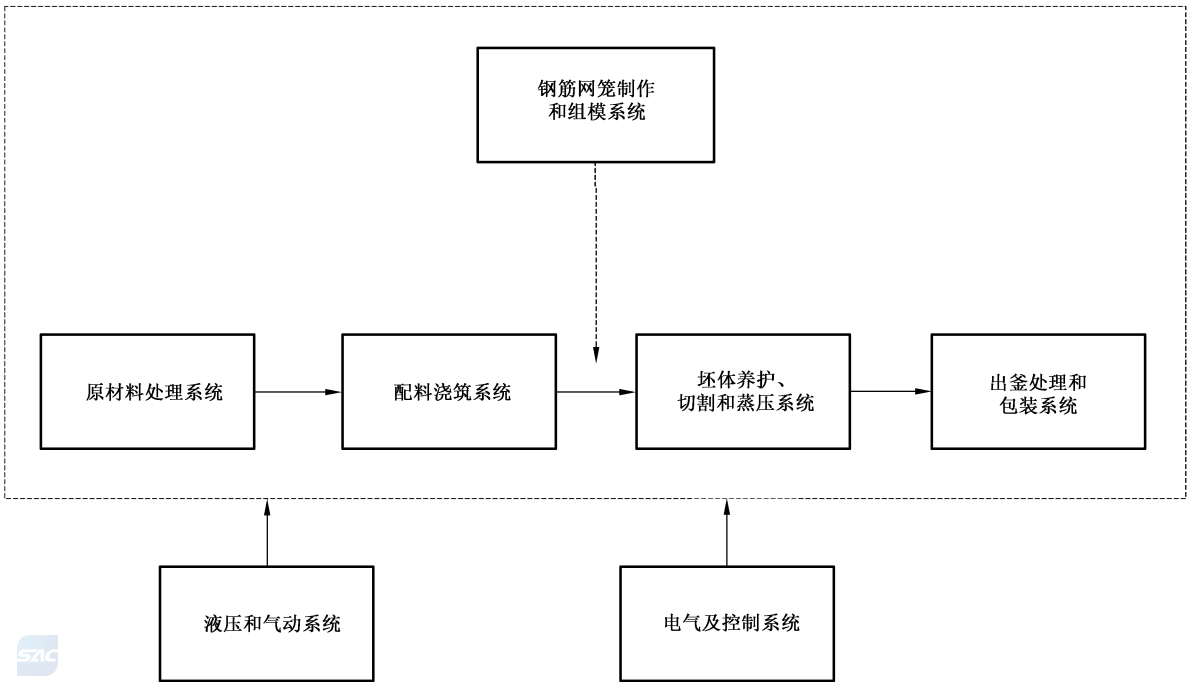 钢筋网笼制作
和组模系统
原材料处理系统
配料浇筑系统
坯体养护、
切割和蒸压系统
出釜处理和
包装系统
液压和气动系统
电气及控制系统
SAC